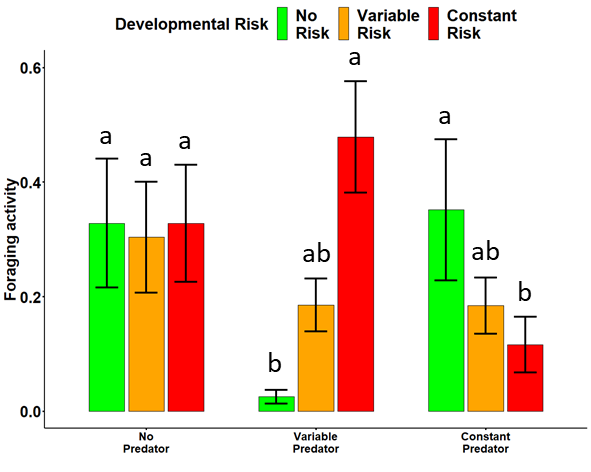 Developmental Risk
No
Risk
Variable
Risk
Constant
Risk
Foraging activity
0.6
0.4
0.2
0.0
a
a
a
b
ab
a
a
ab
b
No
Predator
Variable
Predator
Constant
Predator